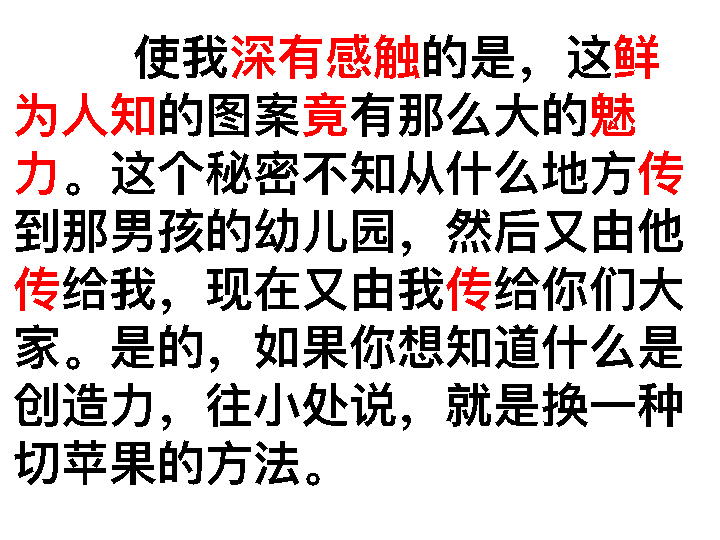 使我深有感触的是，这鲜
为人知的图案竟有那么大的魅
力。这个秘密不知从什么地方传
到那男孩的幼儿园，然后又由他
传给我，现在又由我传给你们大
家。是的，如果你想知道什么是
创造力，往小处说，就是换一种
切苹果的方法。